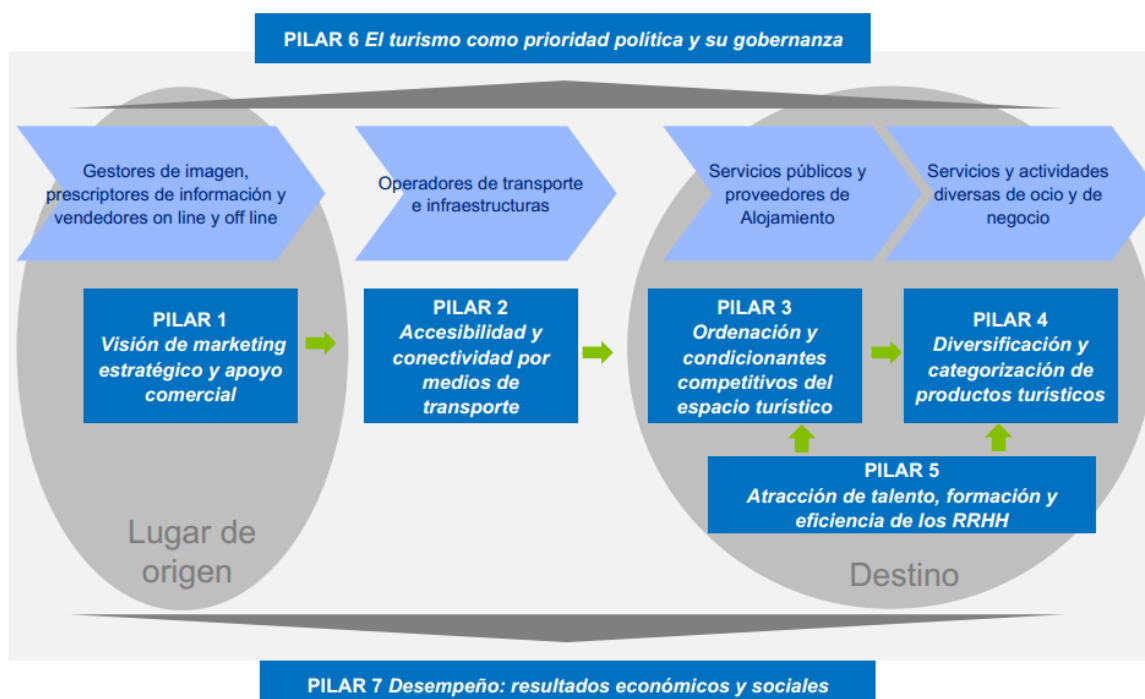 PILAR 6 El turismo como prioridad política y su gobernanza
Gestores de imagen,
prescriptores de información y
vendedores on line y off line
Operadores de transporte
e infraestructuras
Servicios públicos y
proveedores de
Alojamiento
Servicios y actividades
diversas de ocio y de
negocio
PILAR 1
Visión de marketing
estratégico y apoyo
comercial
PILAR 2
Accesibilidad y
conectividad por
medios de
transporte
PILAR 3
Ordenación y
condicionantes
competitivos del
espacio turístico
PILAR 4
Diversificación y
categorización de
productos turísticos
PILAR 5
Atracción de talento, formación y
eficiencia de los RRHH
Lugar de
origen
Destino
PILAR 7 Desempeño: resultados económicos y sociales